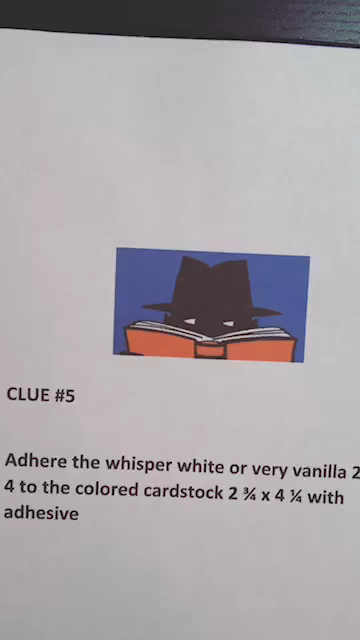 CLUE #5
Adhere the whisper white or very vanilla 2
4 to the colored cardstock 2 ¾ x 4 ¼ with
adhesive